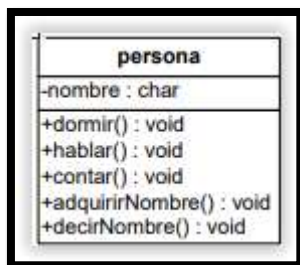 persona
-nombre : char
+dormir() : void
+hablar() : void
+contar() : void
+adquirirNombre() : void
+decirNombre() : void